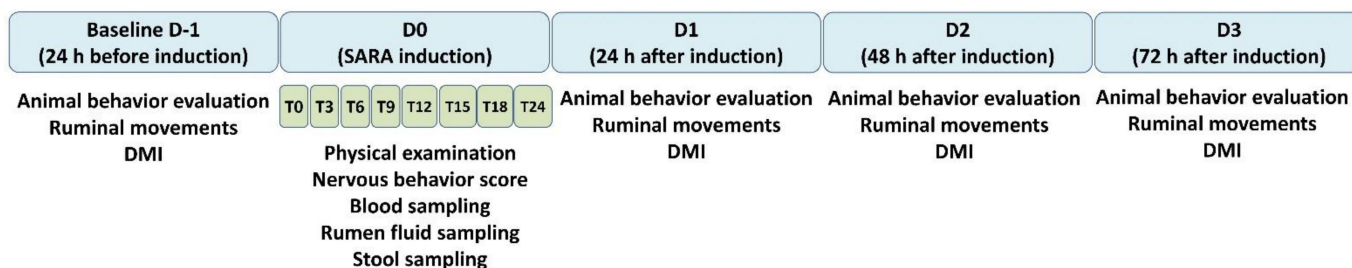 Baseline D-1
(24 h before induction)
Animal behavior evaluation
Ruminal movements
DMI
D0
(SARA induction)
T0 T3 T6 T9 T12 T15 T18 T24
Physical examination
Nervous behavior score
Blood sampling
Rumen fluid sampling
Stool sampling
D1
(24 h after induction)
Animal behavior evaluation
Ruminal movements
DMI
D2
(48 h after induction)
Animal behavior evaluation
Ruminal movements
DMI
D3
(72 h after induction)
Animal behavior evaluation
Ruminal movements
DMI